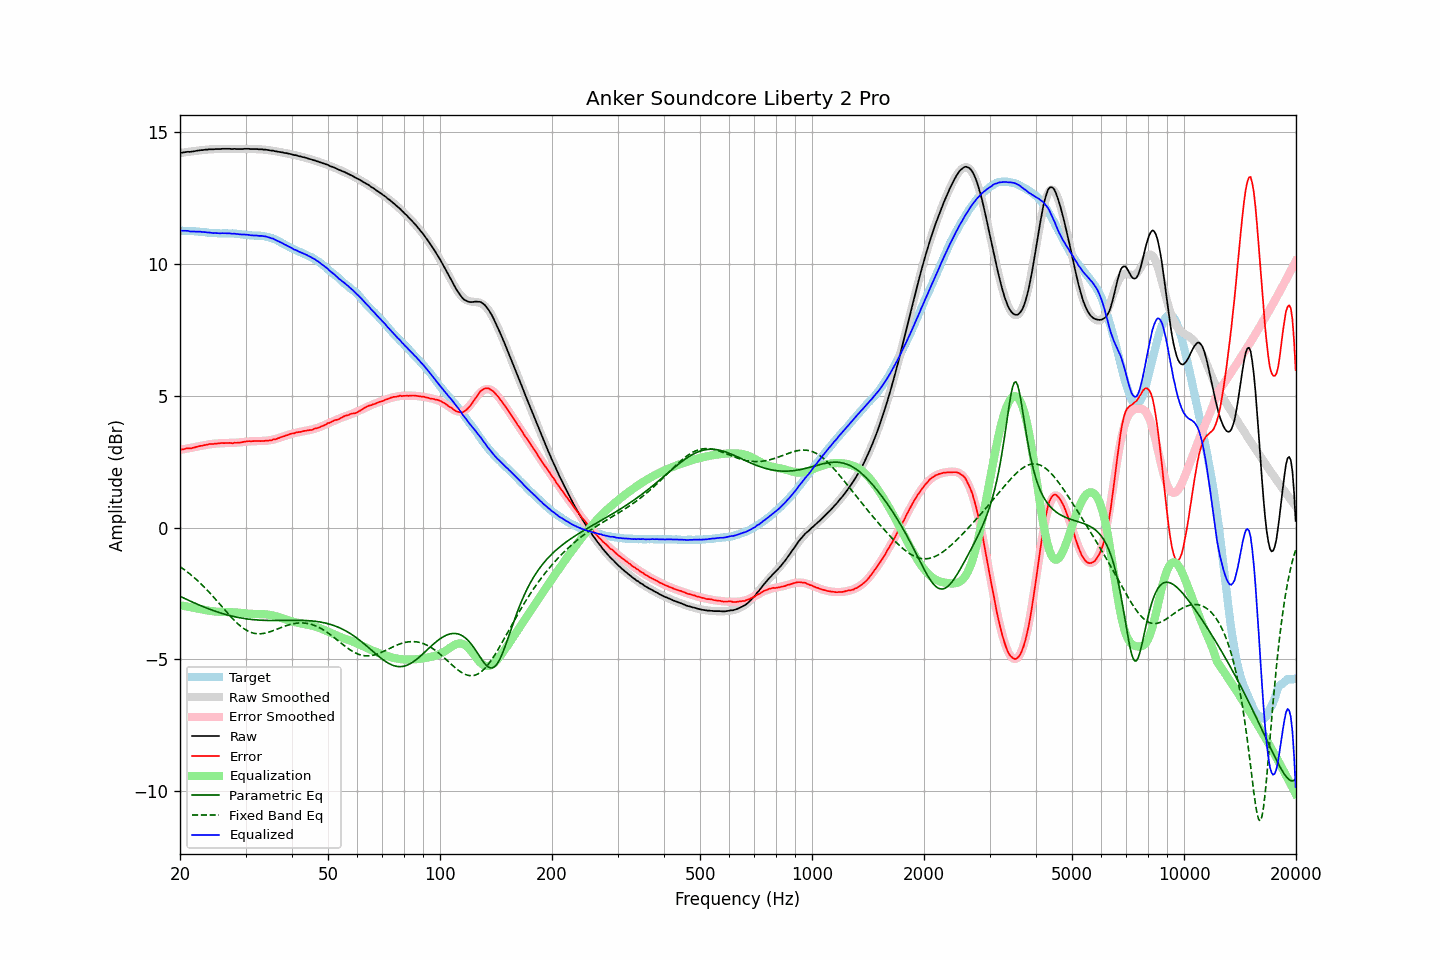 Anker Soundcore Liberty 2 Pro
Amplitude (dBr)
15
10
5
0
−5
−10
Target
Raw Smoothed
Error Smoothed
Raw
Error
Equalization
Parametric Eq
Fixed Band Eq
Equalized
20 50 100 200 500 1000 2000 5000 10000 20000
Frequency (Hz)